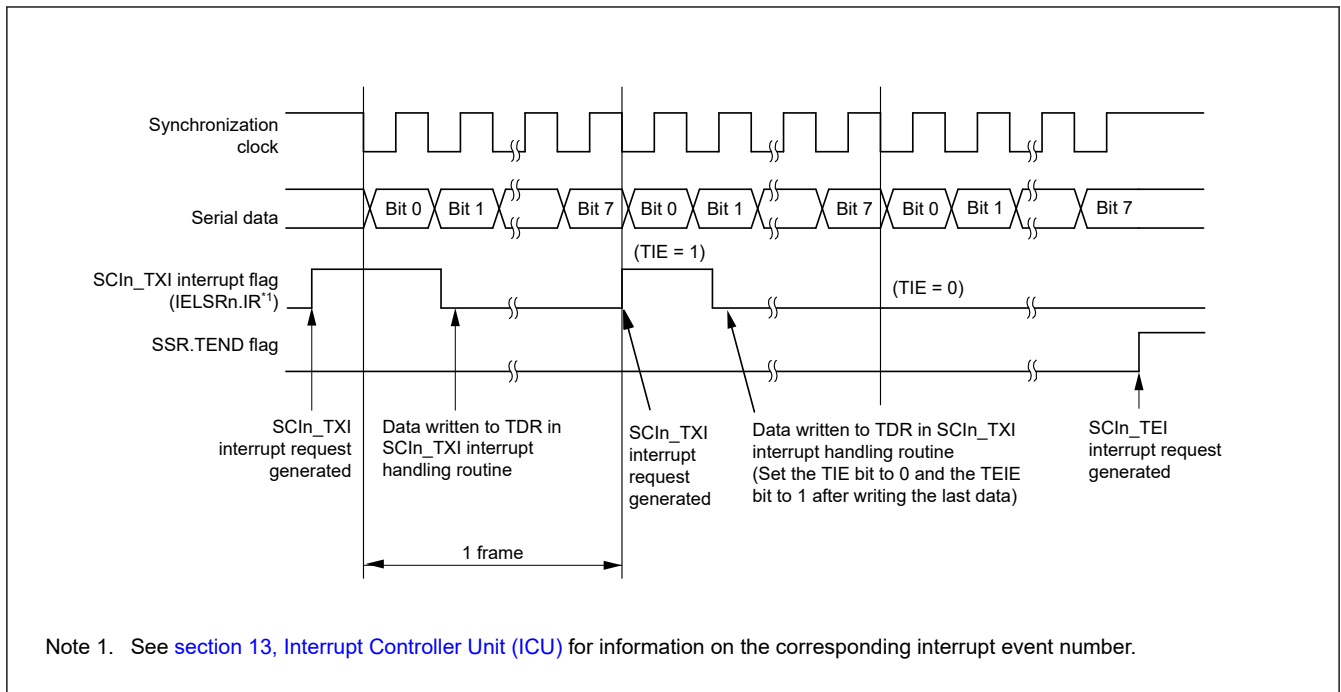 Synchronization
clock
Serial data
Bit 0 Bit 1 Bit 7 Bit 0 Bit 1 Bit 7 Bit 0 Bit 1 Bit 7
(TIE = 1)
SCIn_TXI interrupt flag
(IELSRn.IR*1)
(TIE = 0)
SSR.TEND flag
SCIn_TXI
interrupt request
generated
Data written to TDR in
SCIn_TXI interrupt
handling routine
SCIn_TXI
interrupt
request
generated
Data written to TDR in SCIn_TXI
interrupt handling routine
(Set the TIE bit to 0 and the TEIE
bit to 1 after writing the last data)
SCIn_TEI
interrupt request
generated
1 frame
Note 1. See section 13, Interrupt Controller Unit (ICU) for information on the corresponding interrupt event number.